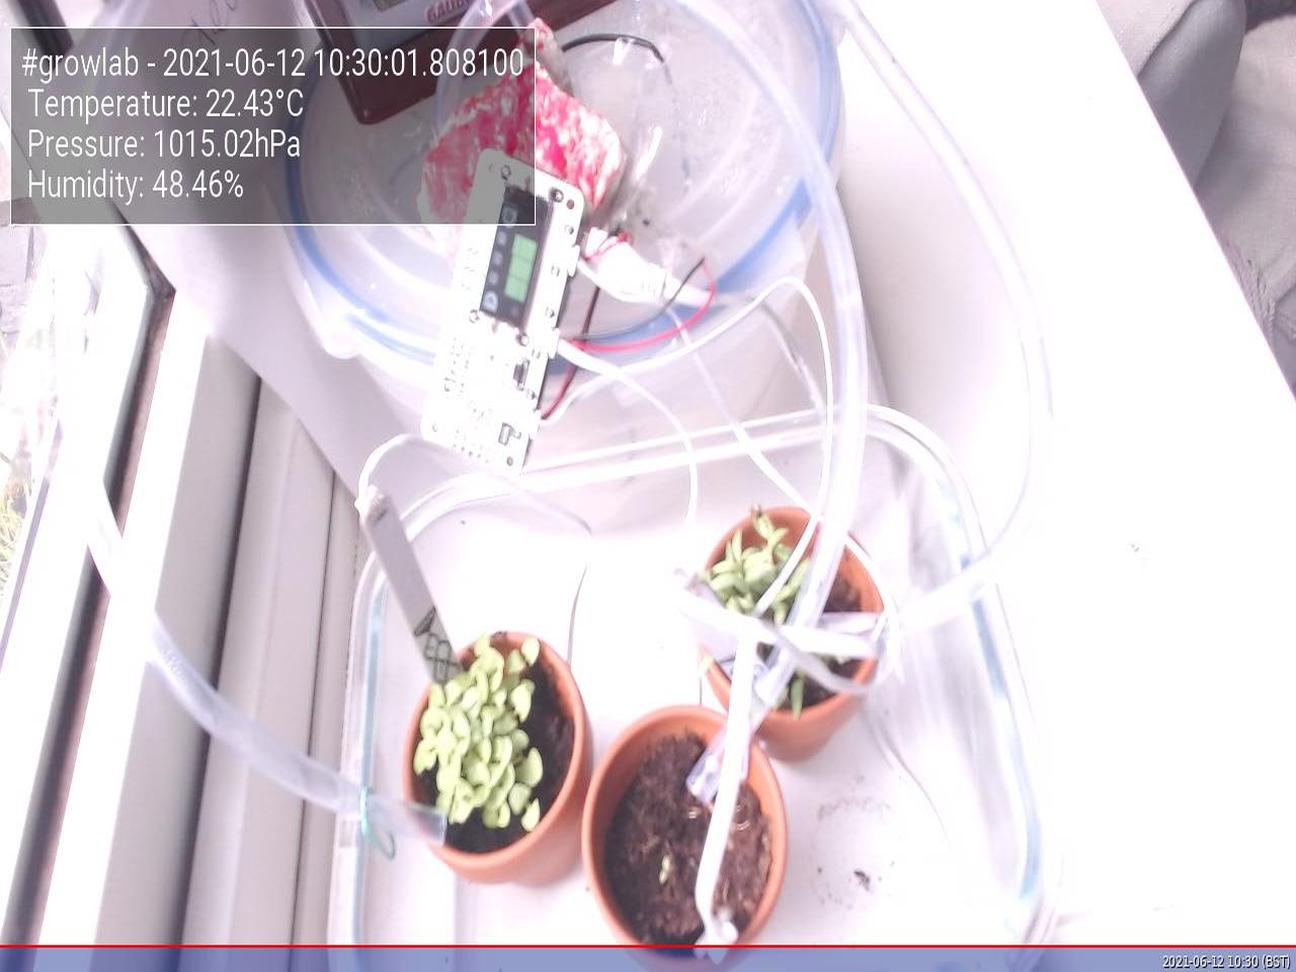 #growlab - 2021-06-12 10:30:01.808100
Temperature: 22.43°C
Pressure: 1015.02hPa
Humidity: 48.46%
2021-06-12 10:30 (BST)